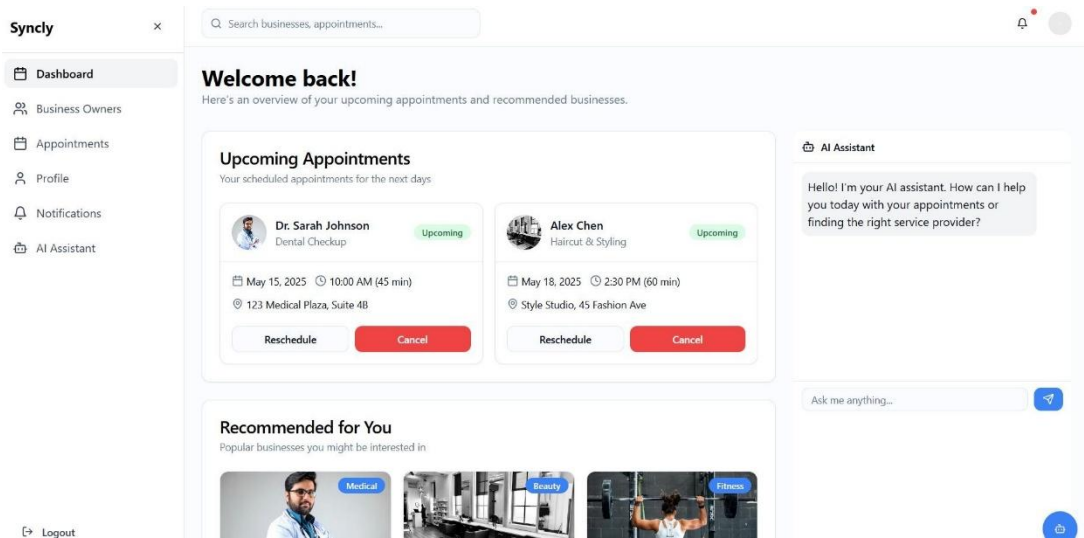 Syncly
Search businesses, appointments...
Dashboard
Business Owners
Appointments
Profile
Notifications
AI Assistant
Logout
Welcome back!
Here's an overview of your upcoming appointments and recommended businesses.
Upcoming Appointments
Your scheduled appointments for the next days
Dr. Sarah Johnson
Dental Checkup
Upcoming
May 15, 2025 10:00 AM (45 min)
123 Medical Plaza, Suite 4B
Reschedule Cancel
Alex Chen
Haircut & Styling
Upcoming
May 18, 2025 2:30 PM (60 min)
Style Studio, 45 Fashion Ave
Reschedule Cancel
Recommended for You
Popular businesses you might be interested in
Medical
Beauty
Fitness
AI Assistant
Hello! I'm your AI assistant. How can I help
you today with your appointments or
finding the right service provider?
Ask me anything...